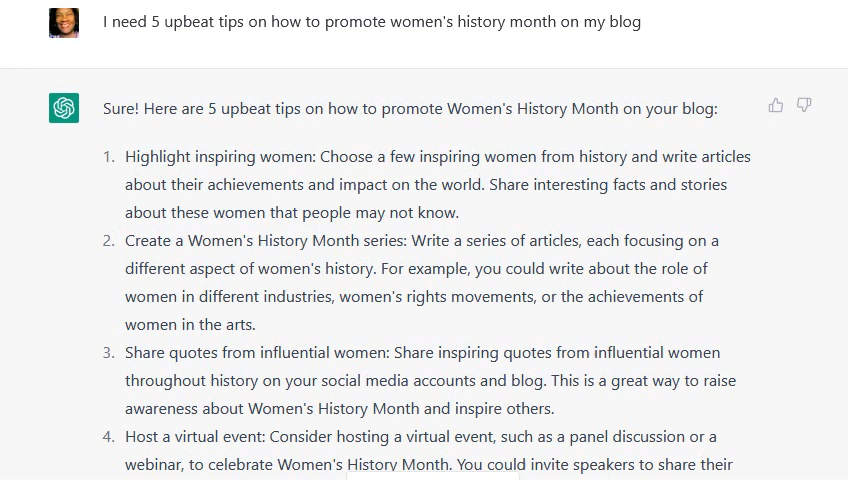 I need 5 upbeat tips on how to promote women's history month on my blog
Sure! Here are 5 upbeat tips on how to promote Women's History Month on your blog:
1. Highlight inspiring women: Choose a few inspiring women from history and write articles
about their achievements and impact on the world. Share interesting facts and stories
about these women that people may not know.
2. Create a Women's History Month series: Write a series of articles, each focusing on a
different aspect of women's history. For example, you could write about the role of
women in different industries, women's rights movements, or the achievements of
women in the arts.
3. Share quotes from influential women: Share inspiring quotes from influential women
throughout history on your social media accounts and blog. This is a great way to raise
awareness about Women's History Month and inspire others.
4. Host a virtual event: Consider hosting a virtual event, such as a panel discussion or a
webinar, to celebrate Women's History Month. You could invite speakers to share their